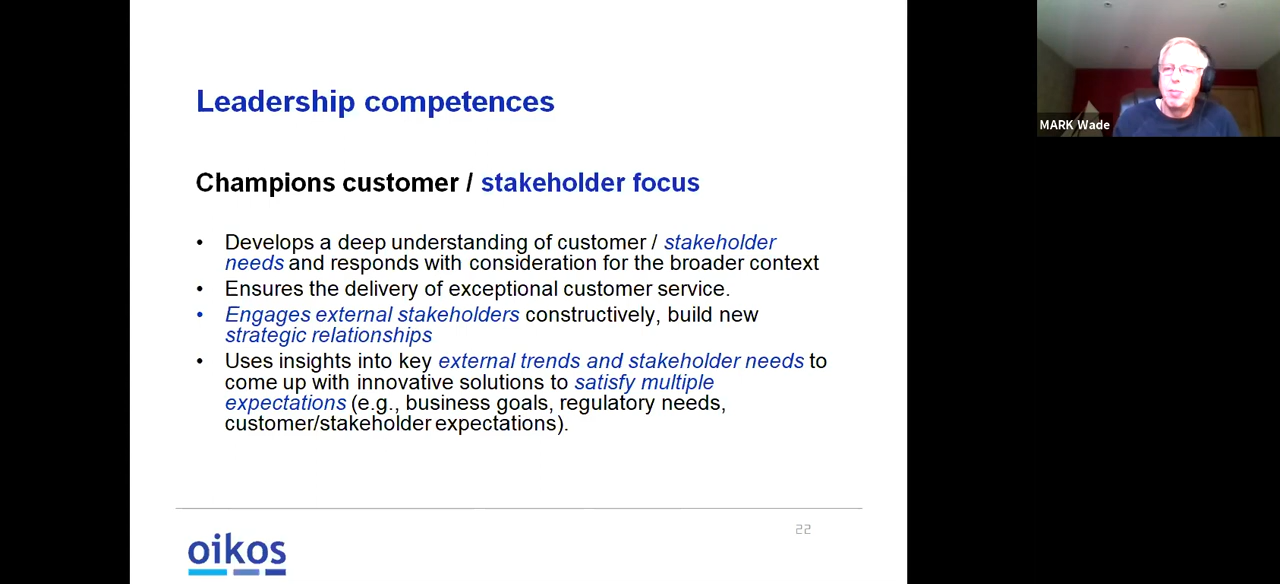 Leadership competences
MARK Wade
Champions customer / stakeholder focus
• Develops a deep understanding of customer / stakeholder
needs and responds with consideration for the broader context
• Ensures the delivery of exceptional customer service.
• Engages external stakeholders constructively, build new
strategic relationships
• Uses insights into key external trends and stakeholder needs to
come up with innovative solutions to satisfy multiple
expectations (e.g., business goals, regulatory needs,
customer/stakeholder expectations).
22
oikos